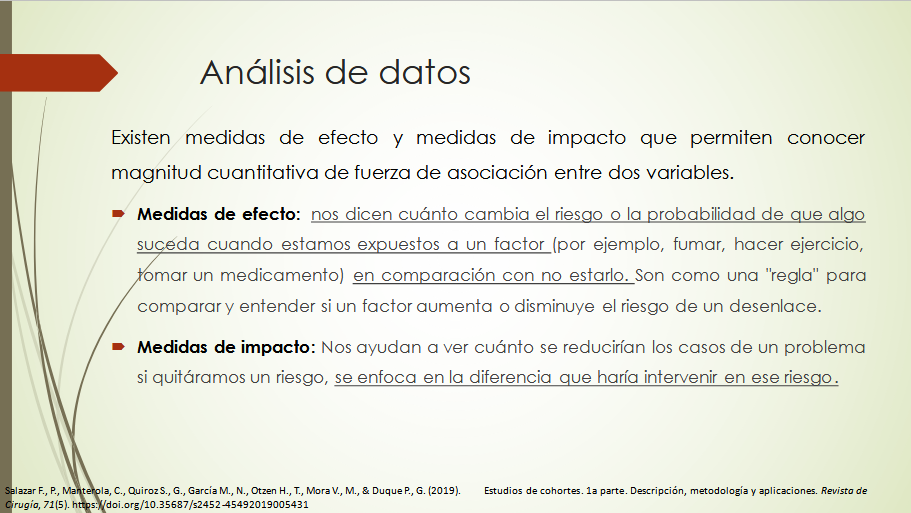 Análisis de datos
Existen medidas de efecto y medidas de impacto que permiten conocer
magnitud cuantitativa de fuerza de asociación entre dos variables.
Medidas de efecto: nos dicen cuánto cambia el riesgo o la probabilidad de que algo
suceda cuando estamos expuestos a un factor (por ejemplo, fumar, hacer ejercicio,
tomar un medicamento) en comparación con no estarlo. Son como una "regla" para
comparar y entender si un factor aumenta o disminuye el riesgo de un desenlace.
Medidas de impacto: Nos ayudan a ver cuánto se reducirían los casos de un problema
si quitáramos un riesgo, se enfoca en la diferencia que haría intervenir en ese riesgo.
Salazar F., P., Manterola, C., Quiroz S., G., García M., N., Otzen H., T., Mora V., M., & Duque P., G. (2019). Estudios de cohortes. 1a parte. Descripción, metodología y aplicaciones. Revista de
Cirugía, 71(5). https://doi.org/10.35687/s2452-45492019005431